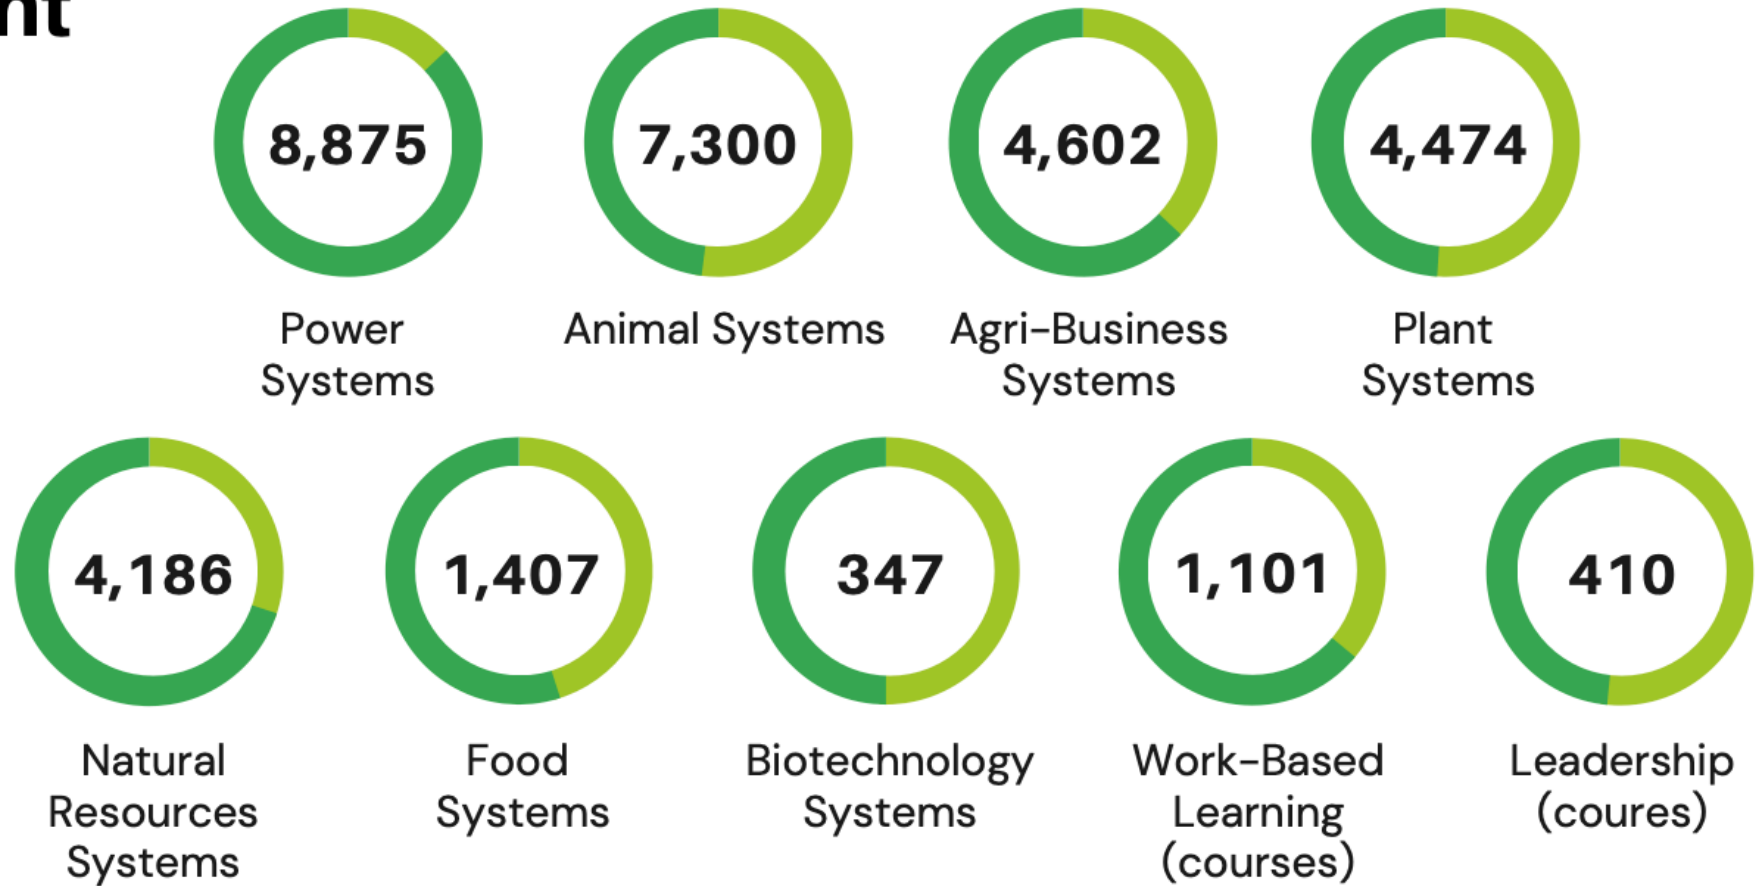 nt
8,875
7,300
4,602
4,474
Power
Systems
Animal Systems
Agri-Business
Systems
Plant
Systems
4,186
1,407
347
1,101
410
Natural
Resources
Systems
Food
Systems
Biotechnology
Systems
Work-Based
Learning
(courses)
Leadership
(coures)